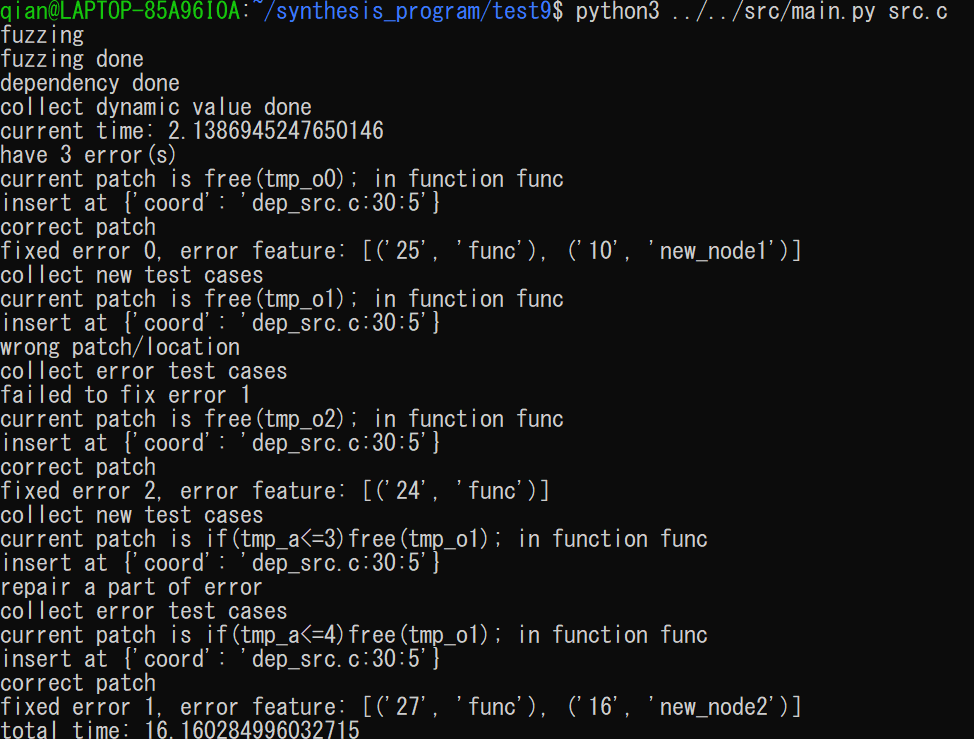 qian@LAPTOP-85A96I0A:~/synthesis_program/test9$ python3 ../../src/main.py src.c
fuzzing
fuzzing done
dependency done
collect dynamic value done
current time: 2.1386945247650146
have 3 error(s)
current patch is free(tmp_o0); in function func
insert at {'coord': 'dep_src.c:30:5'}
correct patch
fixed error 0, error feature: [('25', 'func'), ('10', 'new_node1')]
collect new test cases
current patch is free(tmp_o1); in function func
insert at {'coord': 'dep_src.c:30:5'}
wrong patch/location
collect error test cases
failed to fix error 1
current patch is free(tmp_o2); in function func
insert at {'coord': 'dep_src.c:30:5'}
correct patch
fixed error 2, error feature: [('24', 'func')]
collect new test cases
current patch is if(tmp_a<=3)free(tmp_o1); in function func
insert at {'coord': 'dep_src.c:30:5'}
repair a part of error
collect error test cases
current patch is if(tmp_a<=4)free(tmp_o1); in function func
insert at {'coord': 'dep_src.c:30:5'}
correct patch
fixed error 1, error feature: [('27', 'func'), ('16', 'new_node2')]
total time: 16.160284996032715